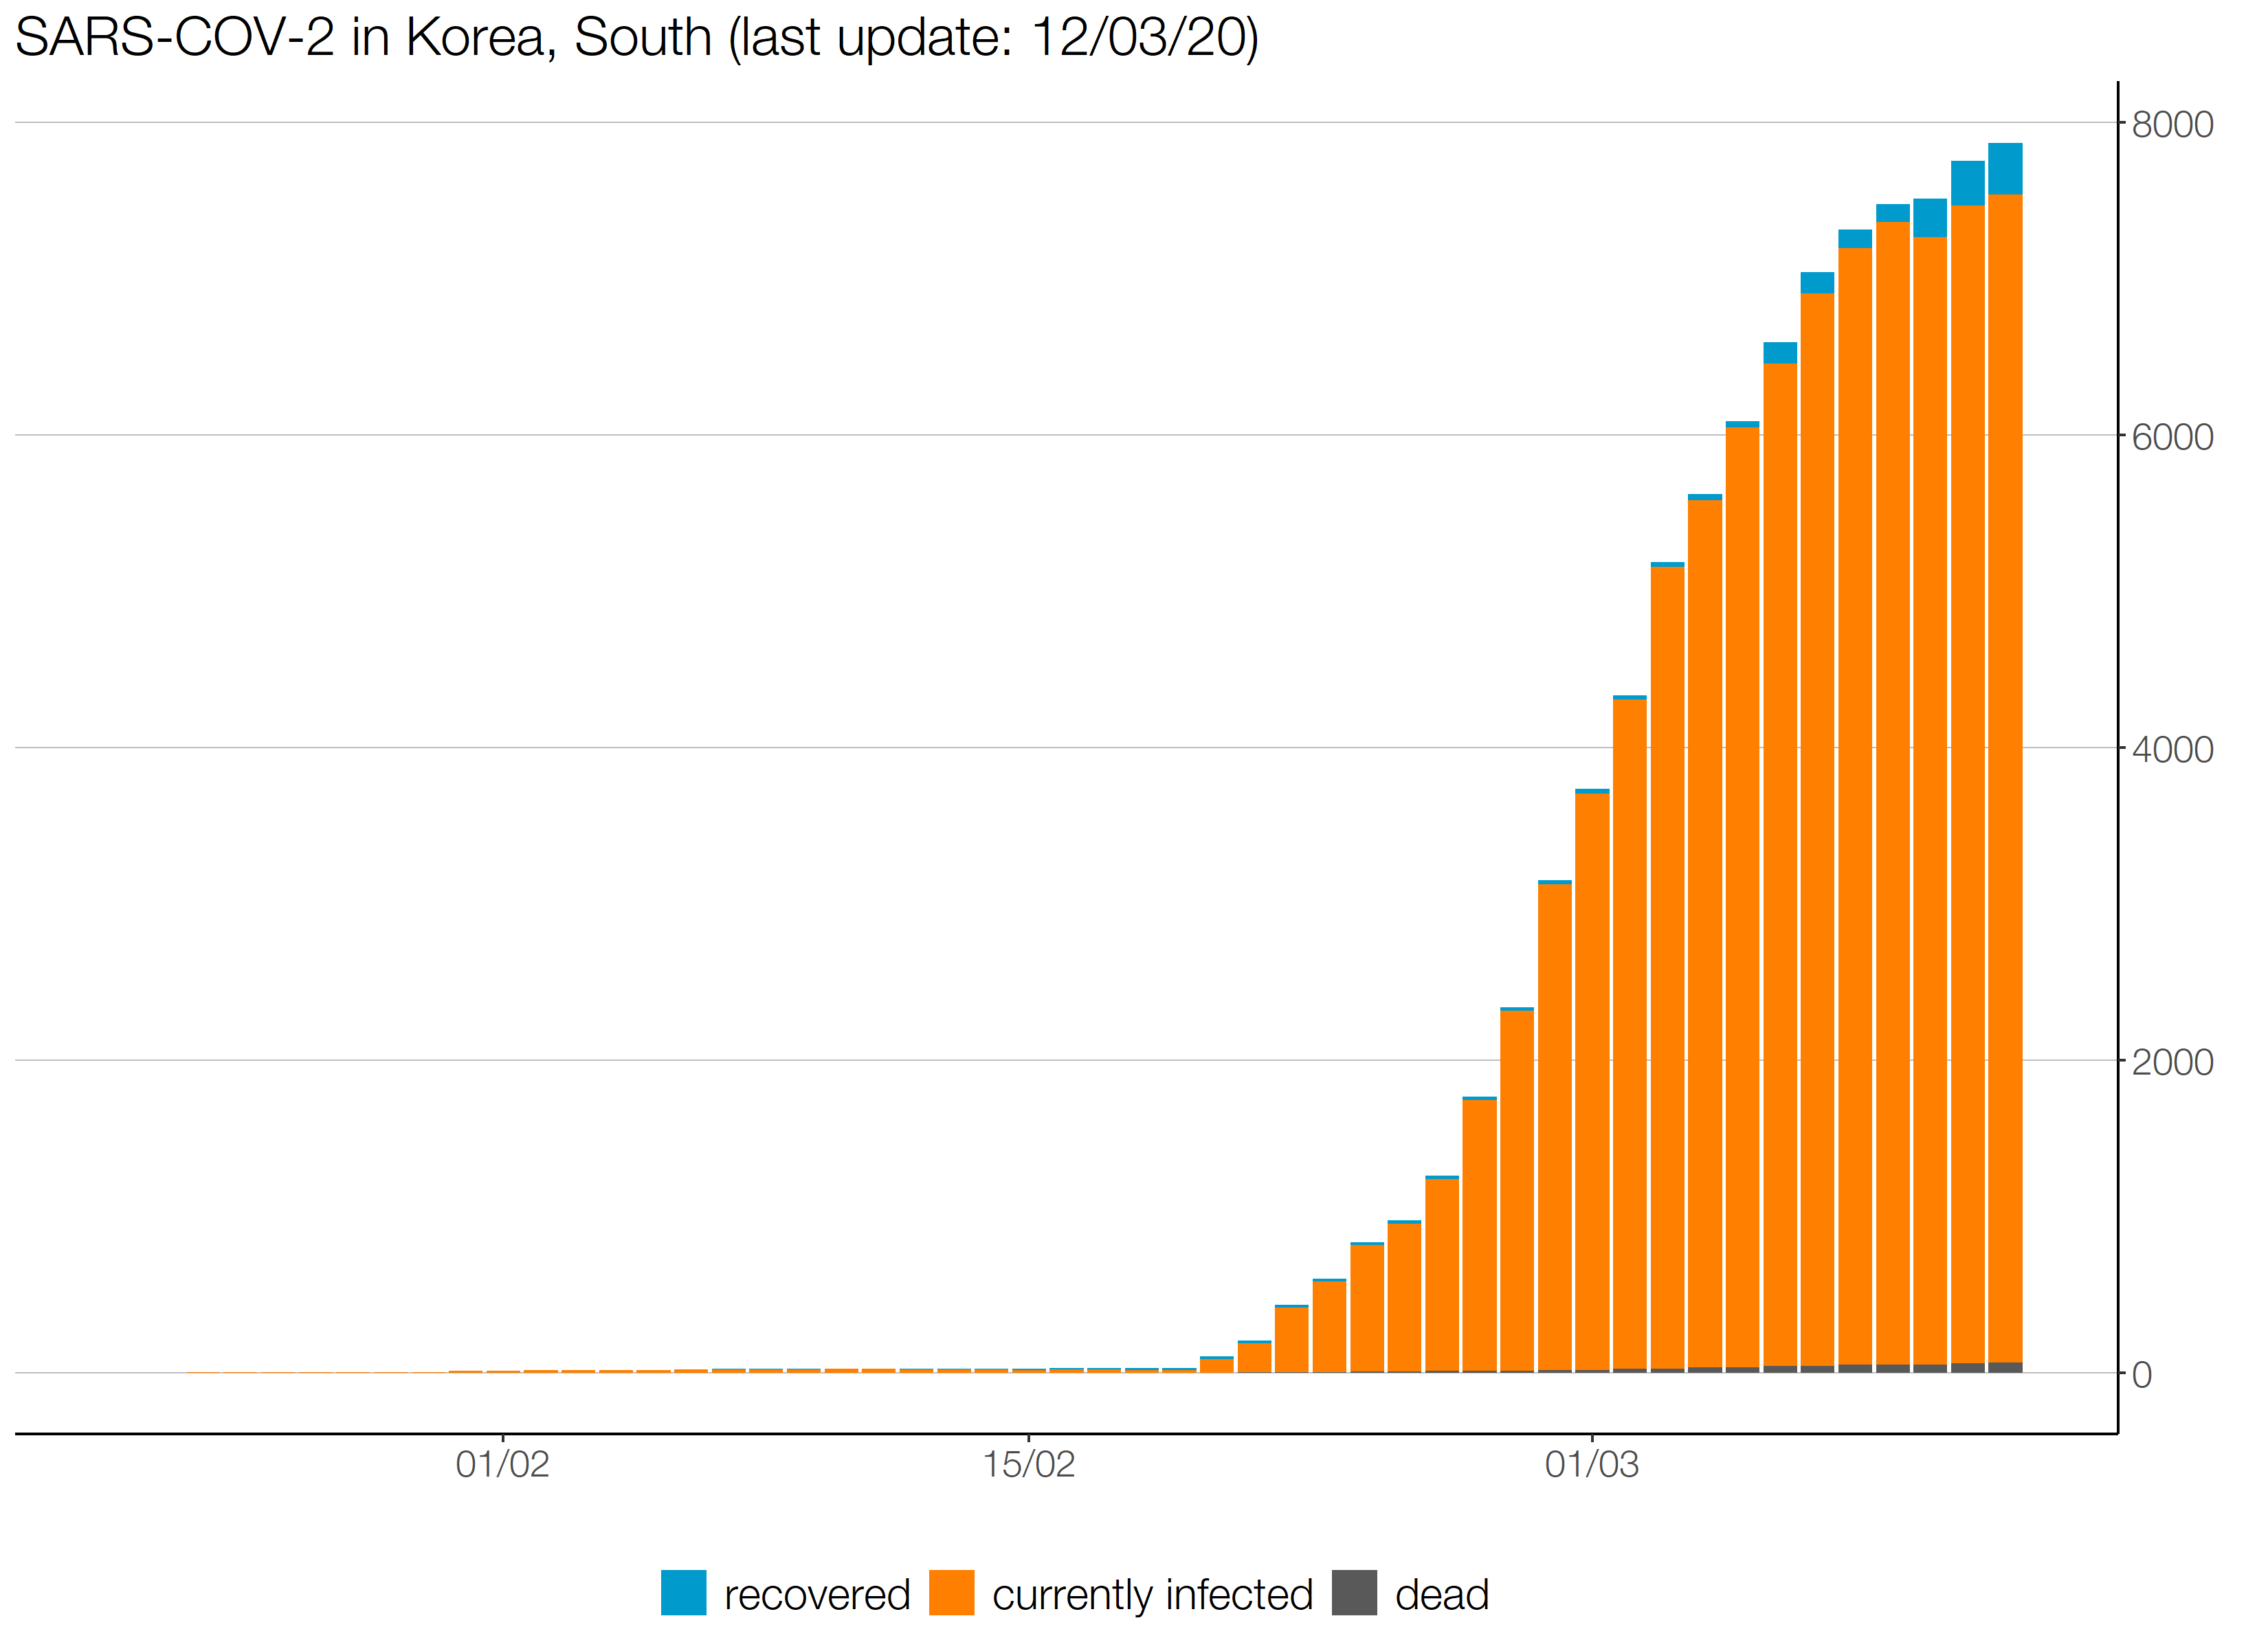 SARS-COV-2 in Korea, South (last update: 12/03/20)
8000
6000
4000
2000
0
01/02 15/02 01/03
recovered currently infected dead